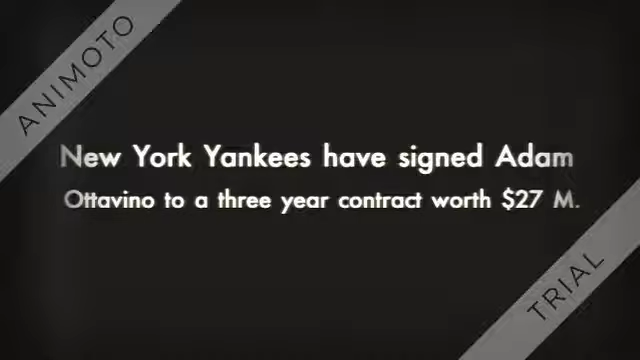 ANIMOTO
New York Yankees have signed Adam
Ottavino to a three year contract worth $27 M.
TRIAL